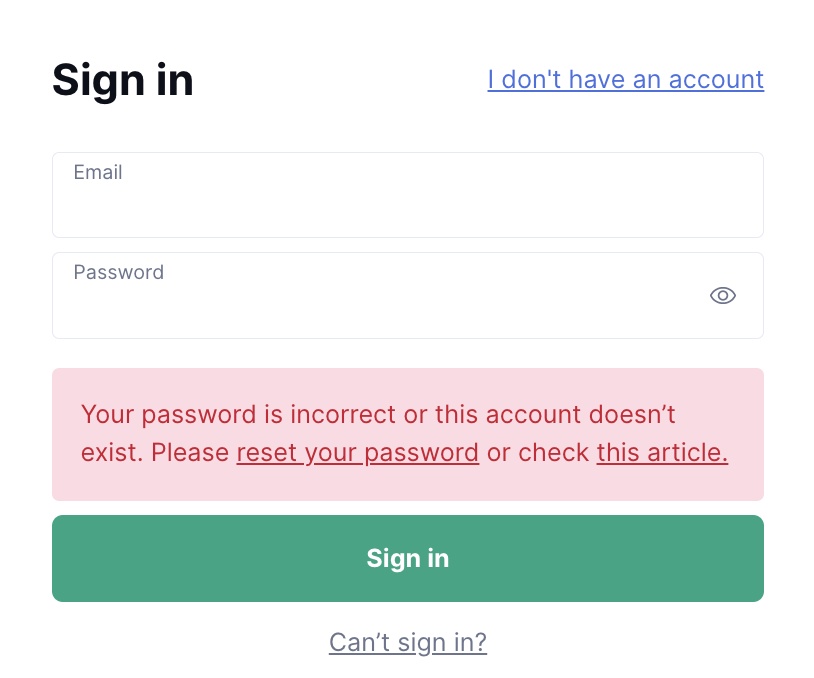 Sign in
I don't have an account
Email
Password
Your password is incorrect or this account doesn’t
exist. Please reset your password or check this article.
Sign in
Can’t sign in?